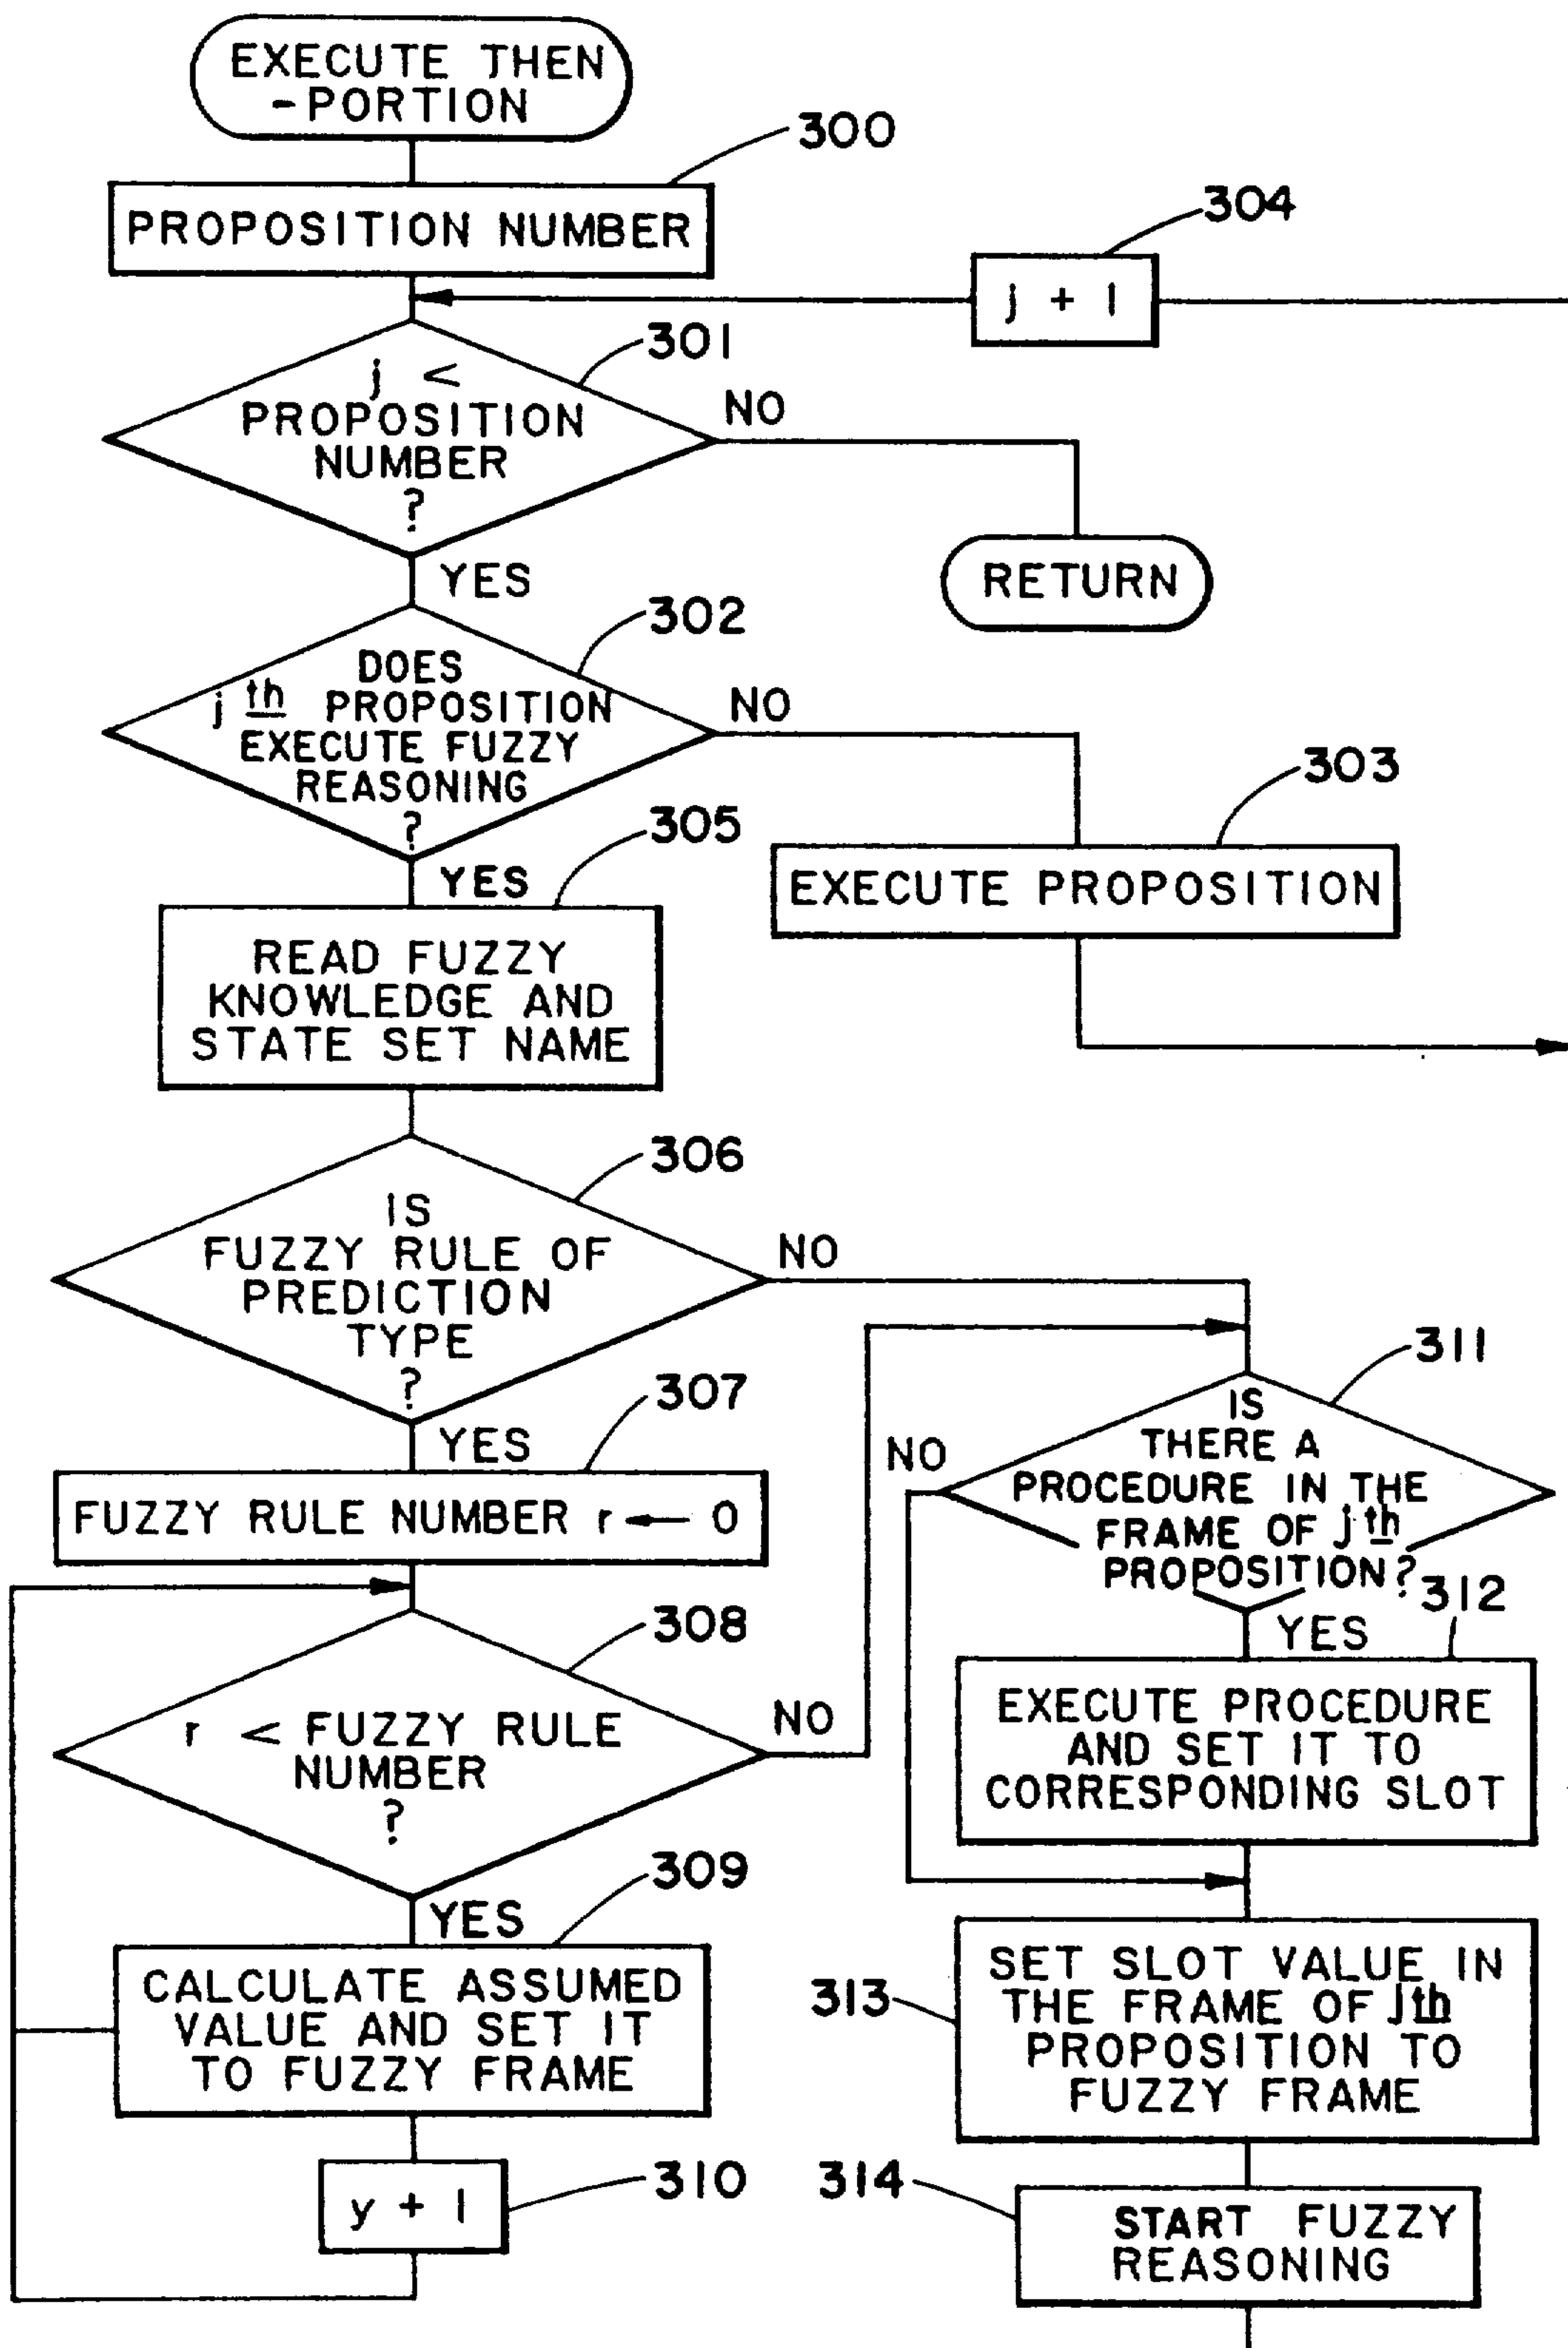 EXECUTE THEN
-PORTION
300
PROPOSITION NUMBER
304
j + 1
301
j <
PROPOSITION
NUMBER
?
NO
RETURN
YES
302
DOES
j th PROPOSITION
EXECUTE FUZZY
REASONING
?
NO
303
EXECUTE PROPOSITION
YES
305
READ FUZZY
KNOWLEDGE AND
STATE SET NAME
306
IS
FUZZY RULE OF
PREDICTION
TYPE
?
NO
YES
307
FUZZY RULE NUMBER r ← 0
308
r < FUZZY RULE
NUMBER
?
NO
YES
309
CALCULATE ASSUMED
VALUE AND SET IT
TO FUZZY FRAME
310
y + 1
311
IS
THERE A
PROCEDURE IN THE
FRAME OF j th
PROPOSITION?
NO
YES
312
EXECUTE PROCEDURE
AND SET IT TO
CORRESPONDING SLOT
313
SET SLOT VALUE IN
THE FRAME OF Jth
PROPOSITION TO
FUZZY FRAME
314
START FUZZY
REASONING